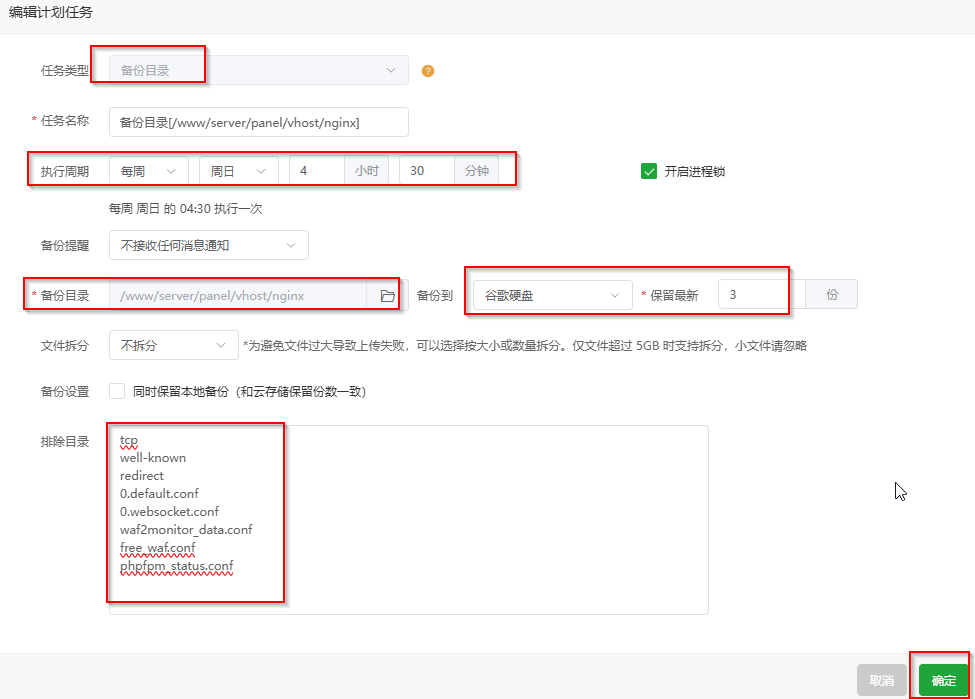 编辑计划任务
任务类型 备份目录 ?
* 任务名称 备份目录[/www/server/panel/vhost/nginx]
执行周期 每周 周日 4 小时 30 分钟 开启进程锁
每周 周日 的 04:30 执行一次
备份提醒 不接收任何消息通知
* 备份目录 /www/server/panel/vhost/nginx 备份到 谷歌硬盘 * 保留最新 3 份
文件拆分 不拆分 *为避免文件过大导致上传失败，可以选择按大小或数量拆分。仅文件超过 5GB 时支持拆分，小文件请忽略
备份设置 同时保留本地备份（和云存储保留份数一致）
排除目录 tcp
well-known
redirect
0.default.conf
0.websocket.conf
waf2monitor_data.conf
free_waf.conf
phpfpm_status.conf
取消 确定